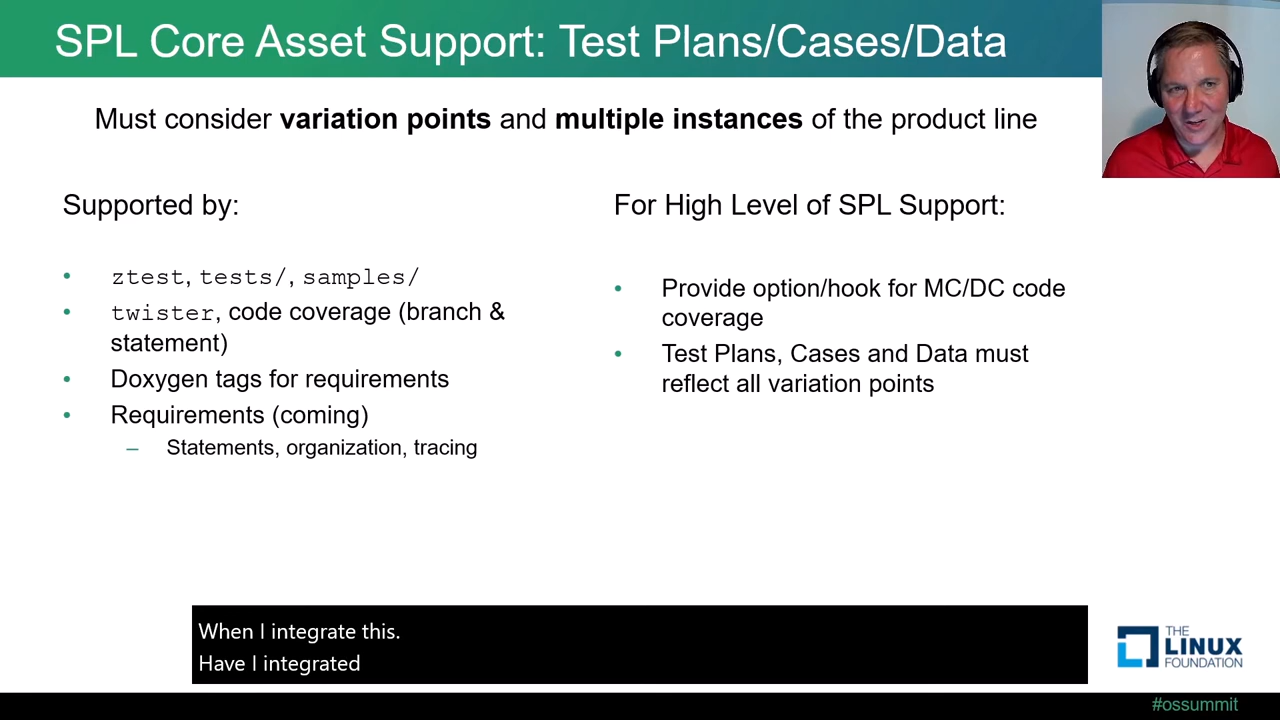 SPL Core Asset Support: Test Plans/Cases/Data
Must consider variation points and multiple instances of the product line
Supported by:
• ztest, tests/, samples/
• twister, code coverage (branch &
statement)
• Doxygen tags for requirements
• Requirements (coming)
– Statements, organization, tracing
For High Level of SPL Support:
• Provide option/hook for MC/DC code
coverage
• Test Plans, Cases and Data must
reflect all variation points
When I integrate this.
Have I integrated
THE
LINUX
FOUNDATION
#ossummit